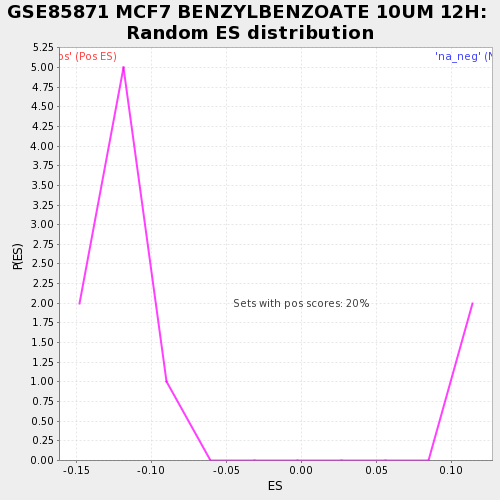 GSE85871 MCF7 BENZYLBENZOATE 10UM 12H:
Random ES distribution
(Pos ES)
'na_neg'
5.25
5.00
4.75
4.50
4.25
4.00
3.75
3.50
3.25
3.00
2.75
2.50
2.25
2.00
1.75
1.50
1.25
1.00
0.75
0.50
0.25
0.00
P(ES)
Sets with pos scores: 20%
-0.15 -0.10 -0.05 0.00 0.05 0.10
ES